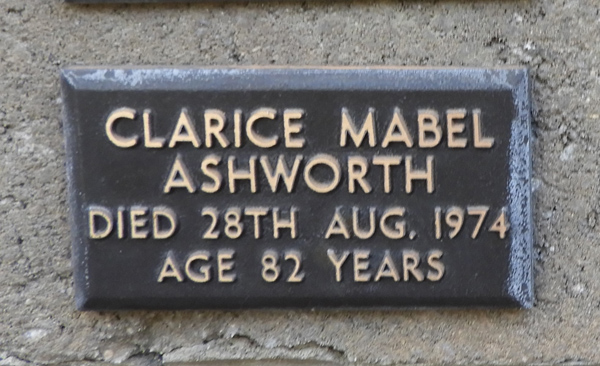 CLARICE MABEL
ASHWORTH
DIED 28TH AUG. 1974
AGE 82 YEARS